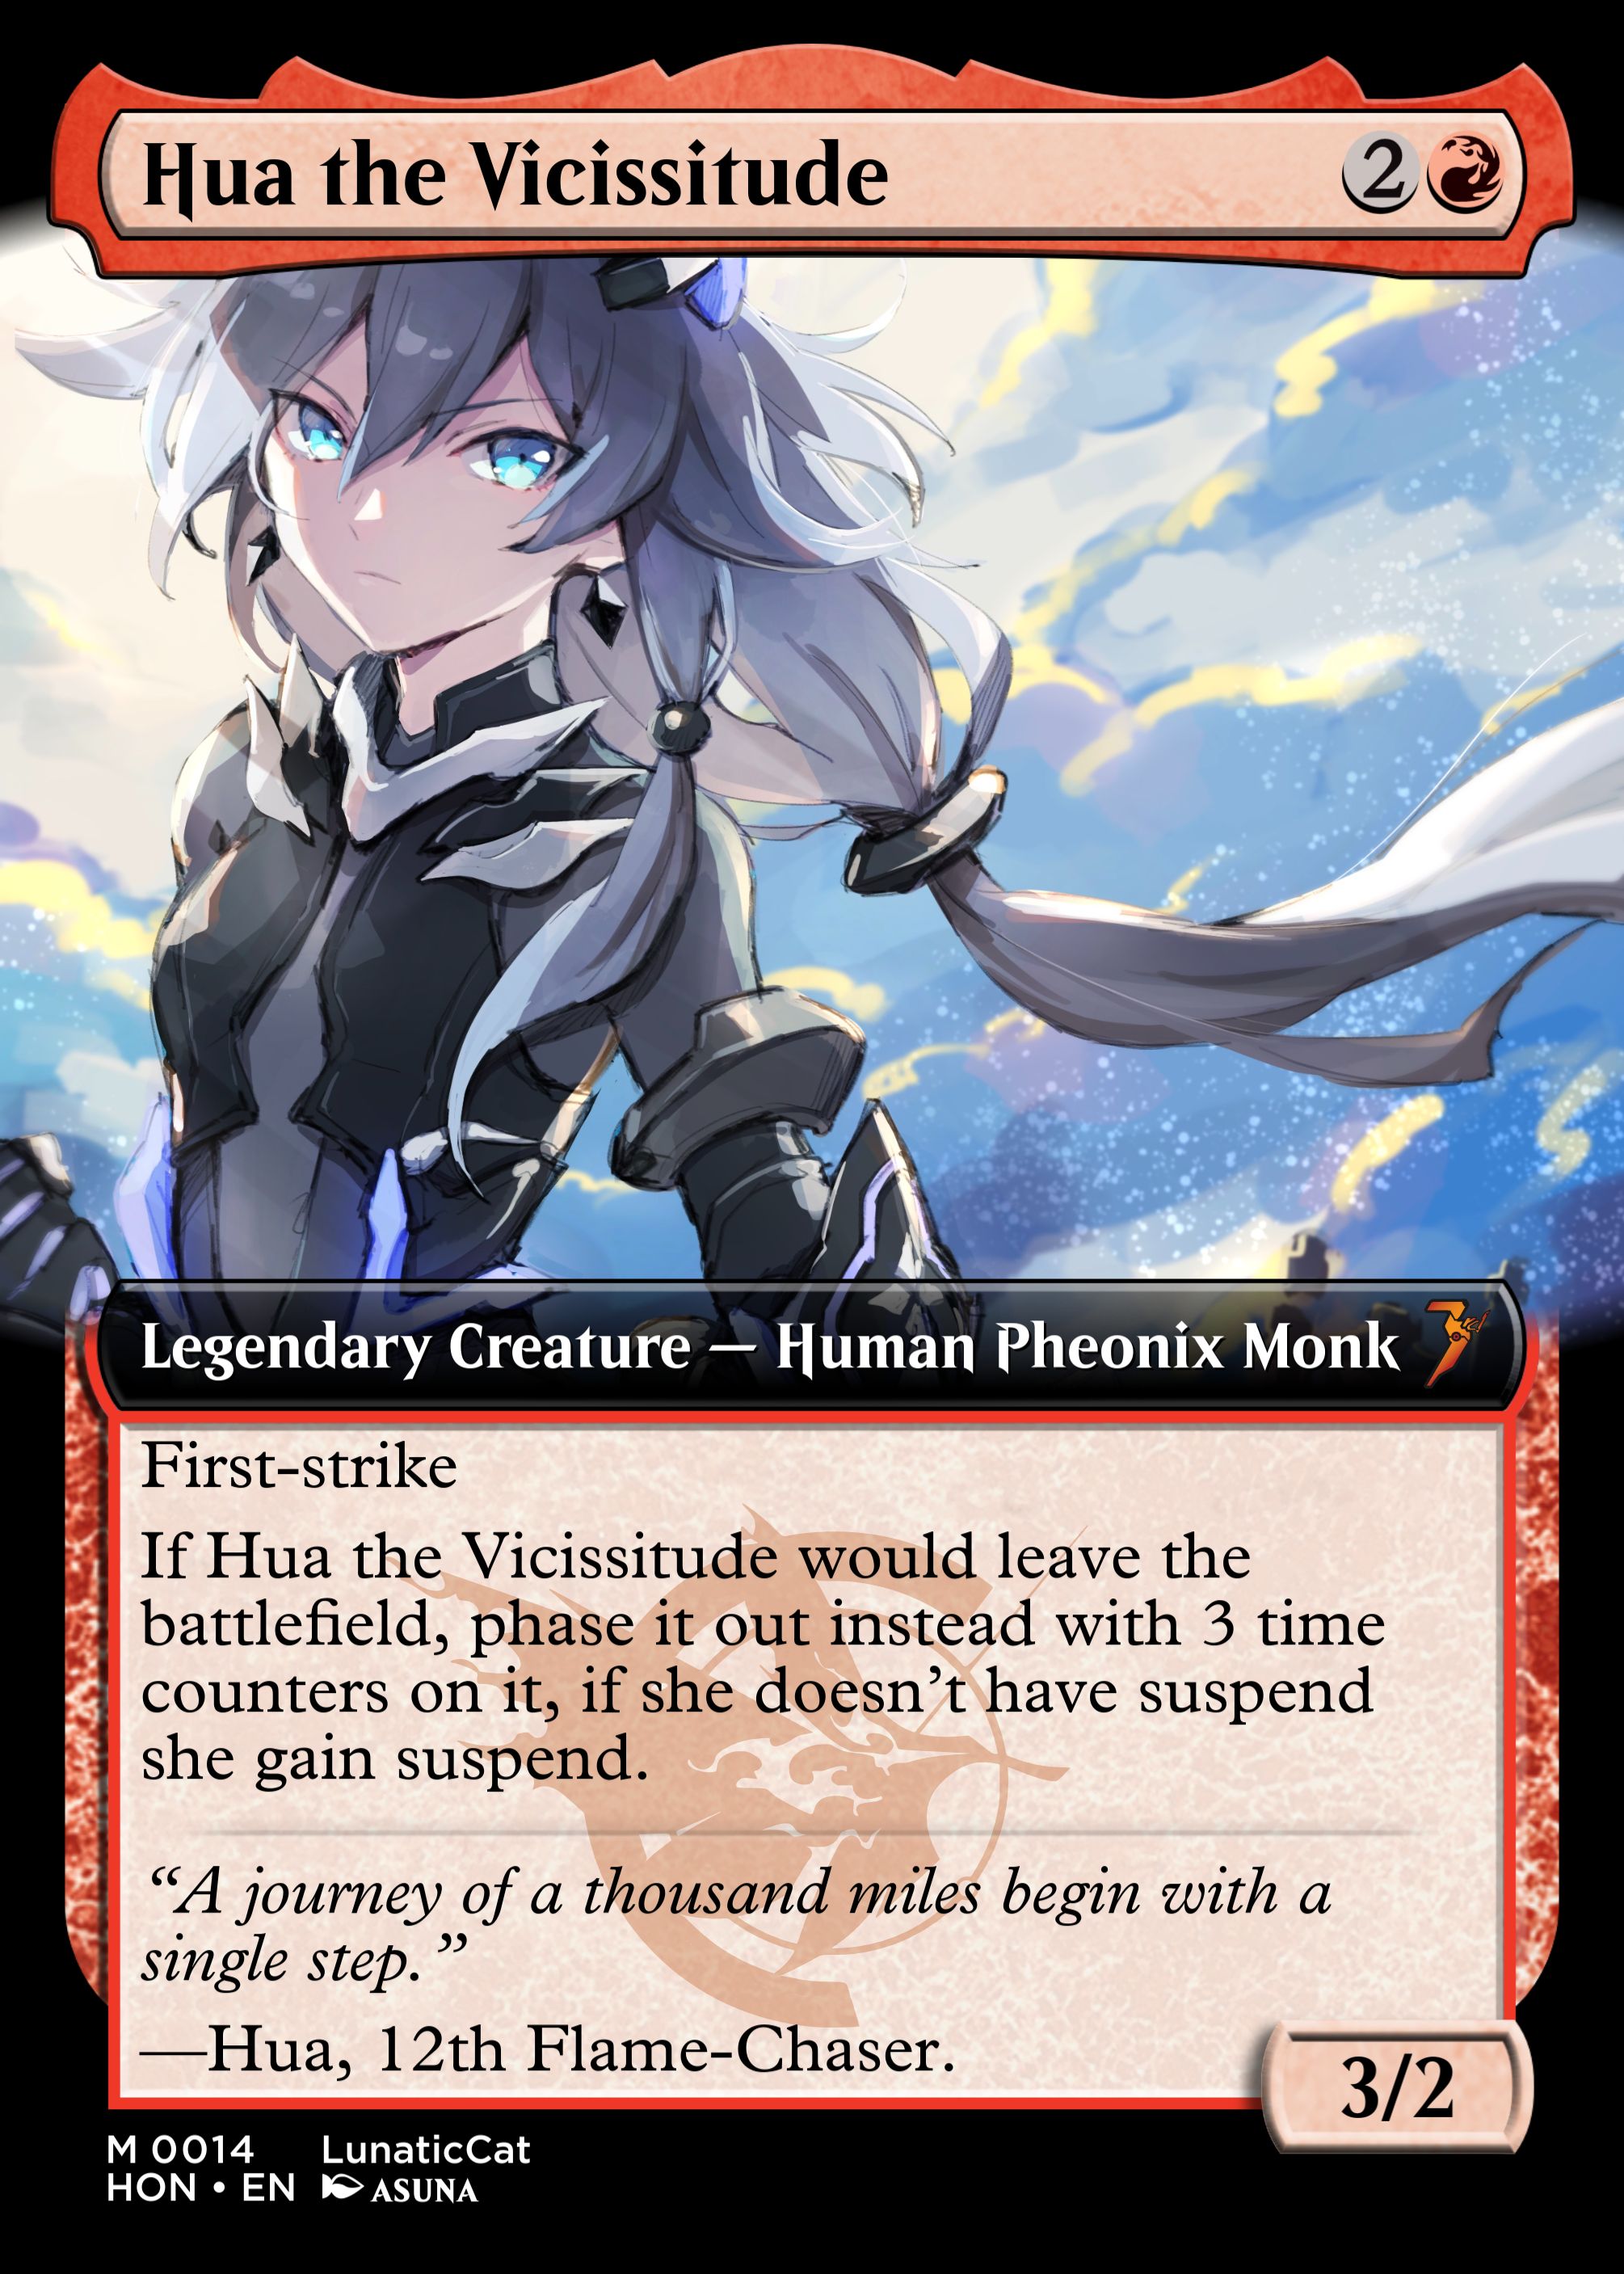 Hua the Vicissitude 2
Legendary Creature — Human Pheonix Monk
First-strike
If Hua the Vicissitude would leave the
battlefield, phase it out instead with 3 time
counters on it, if she doesn’t have suspend
she gain suspend.
“A journey of a thousand miles begin with a
single step.”
—Hua, 12th Flame-Chaser.
3/2
M 0014 LunaticCat
HON • EN ASUNA